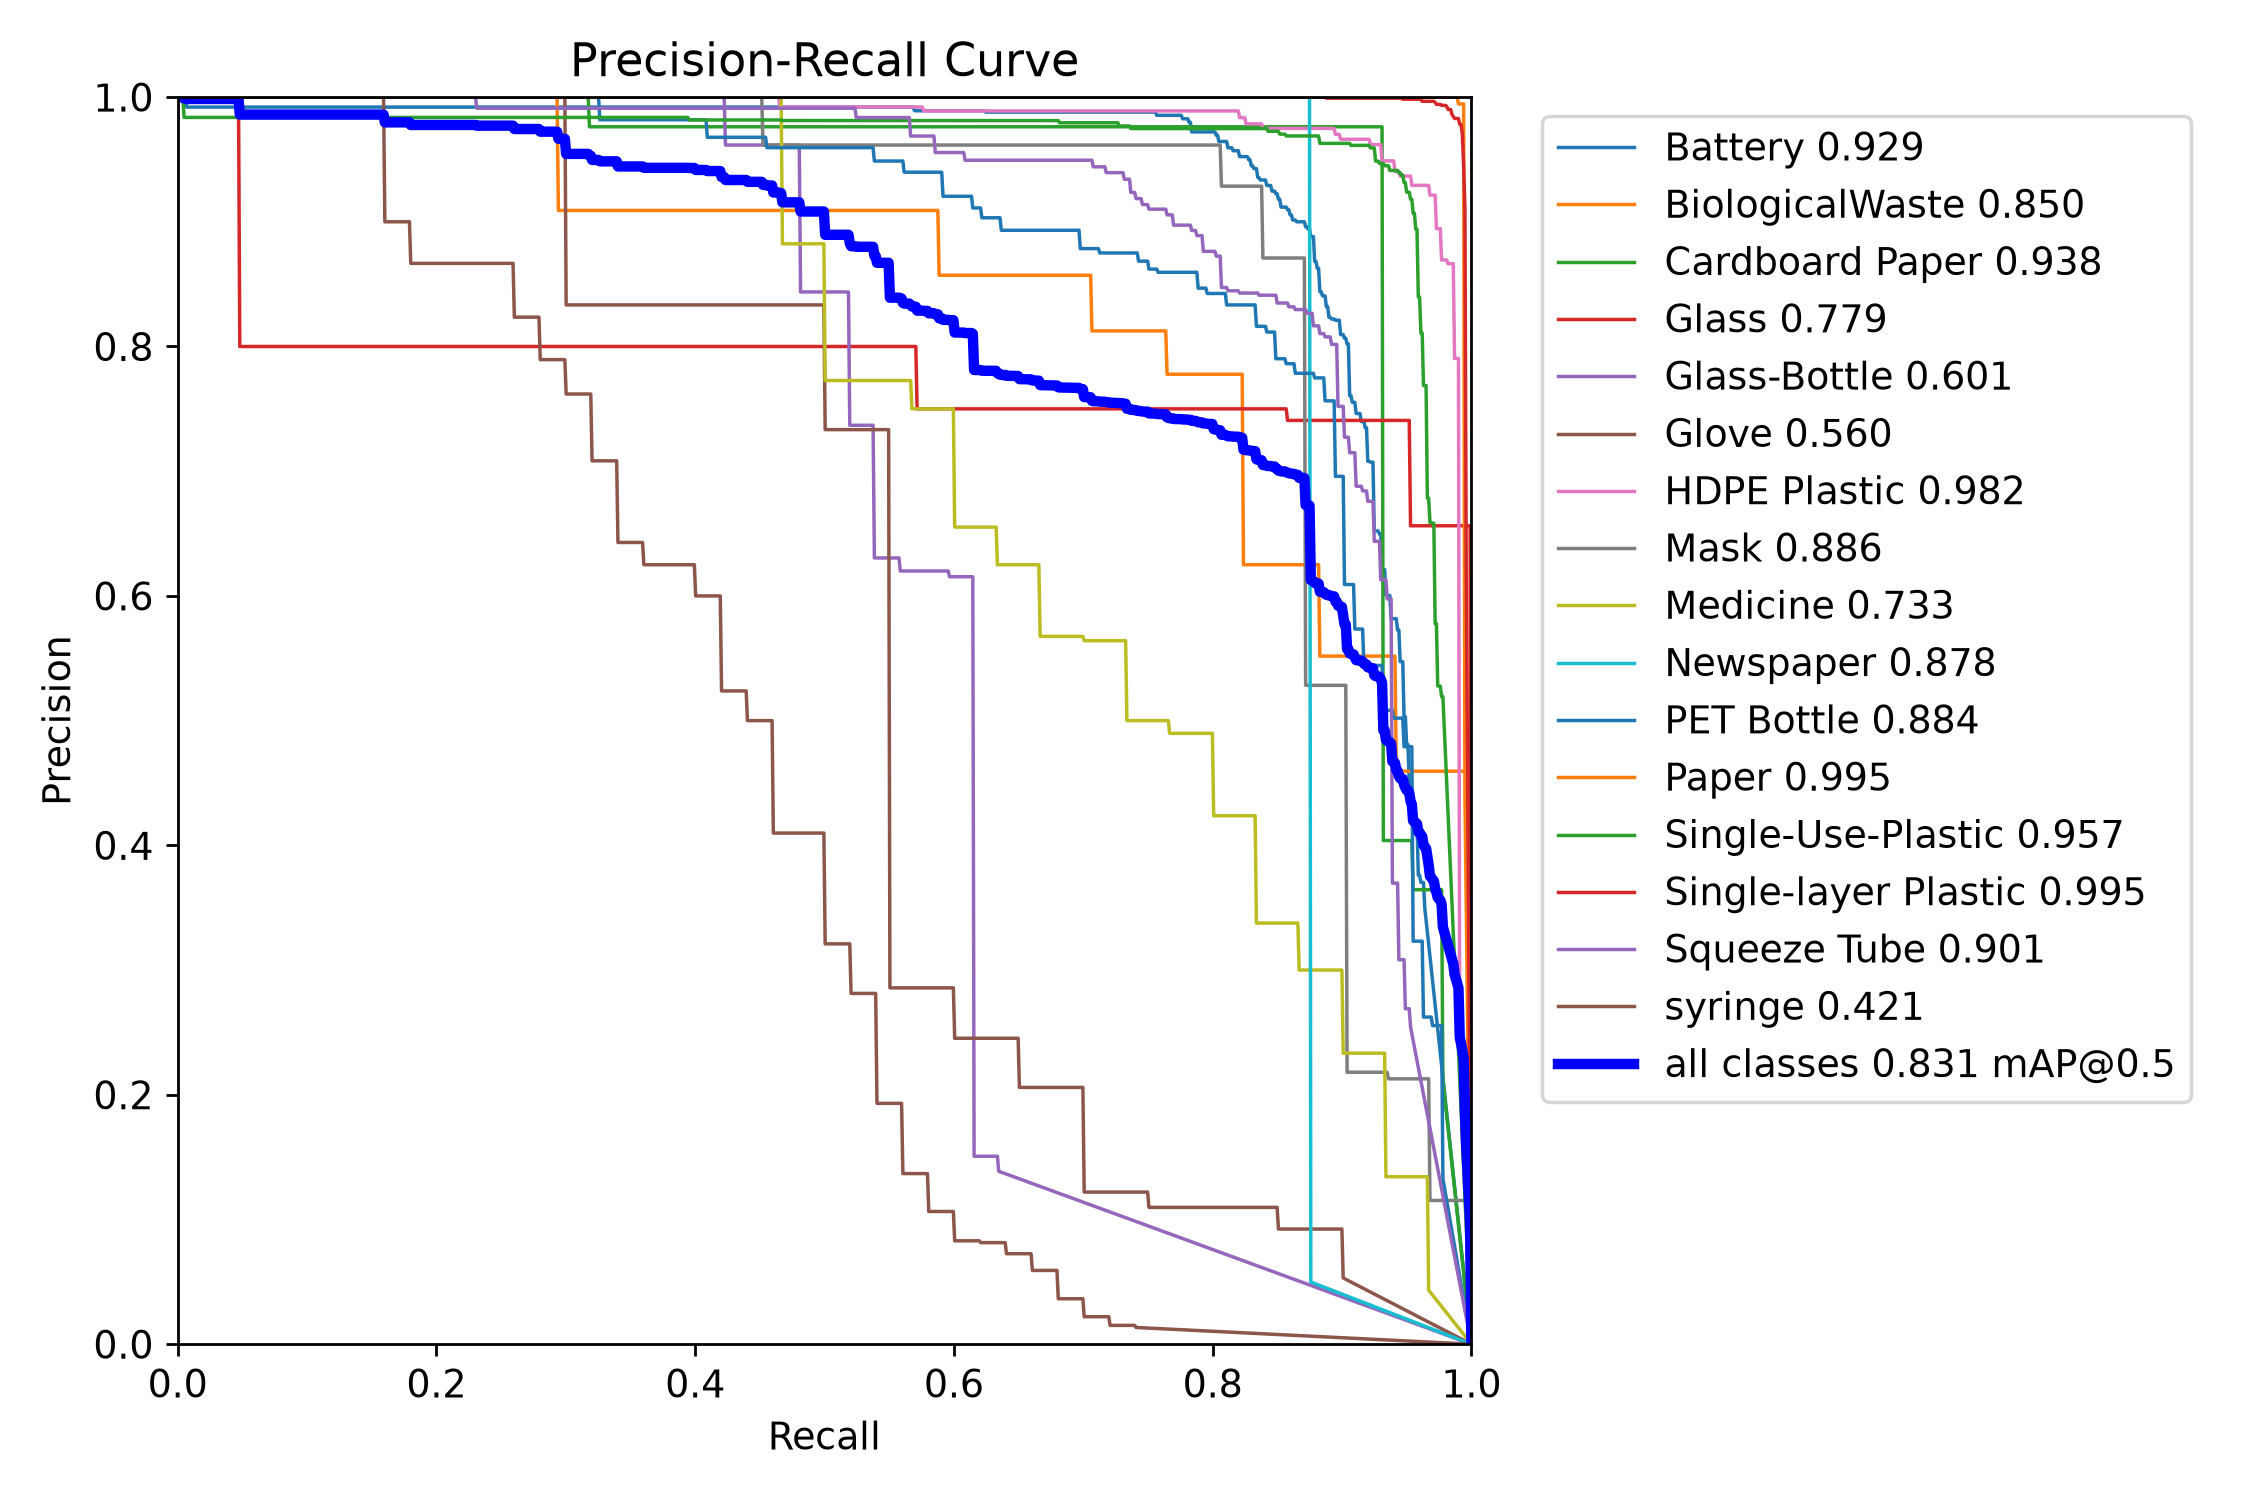 Precision-Recall Curve
1.0
0.8
0.6
0.4
0.2
0.0
Precision
0.0 0.2 0.4 0.6 0.8 1.0
Recall
Battery 0.929
BiologicalWaste 0.850
Cardboard Paper 0.938
Glass 0.779
Glass-Bottle 0.601
Glove 0.560
HDPE Plastic 0.982
Mask 0.886
Medicine 0.733
Newspaper 0.878
PET Bottle 0.884
Paper 0.995
Single-Use-Plastic 0.957
Single-layer Plastic 0.995
Squeeze Tube 0.901
syringe 0.421
all classes 0.831 mAP@0.5